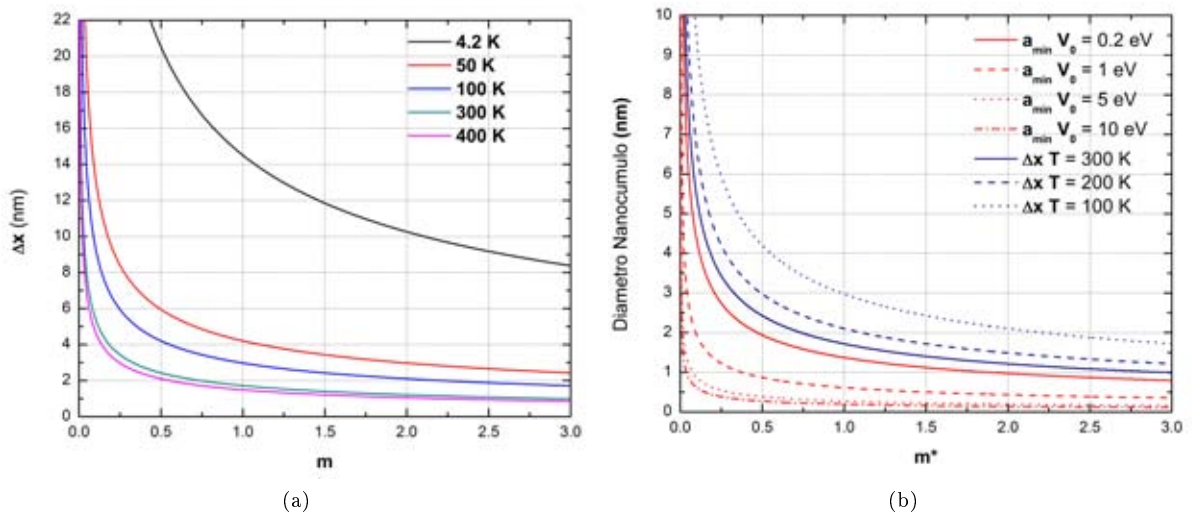 22
20
18
16
14
12
10
8
6
4
2
0
Δx (nm)
0.0 0.5 1.0 1.5 2.0 2.5 3.0
m
4.2 K
50 K
100 K
300 K
400 K
(a)
10
9
8
7
6
5
4
3
2
1
0
Diametro Nanocumulo (nm)
0.0 0.5 1.0 1.5 2.0 2.5 3.0
m*
a_min V_0 = 0.2 eV
a_min V_0 = 1 eV
a_min V_0 = 5 eV
a_min V_0 = 10 eV
Δx T = 300 K
Δx T = 200 K
Δx T = 100 K
(b)